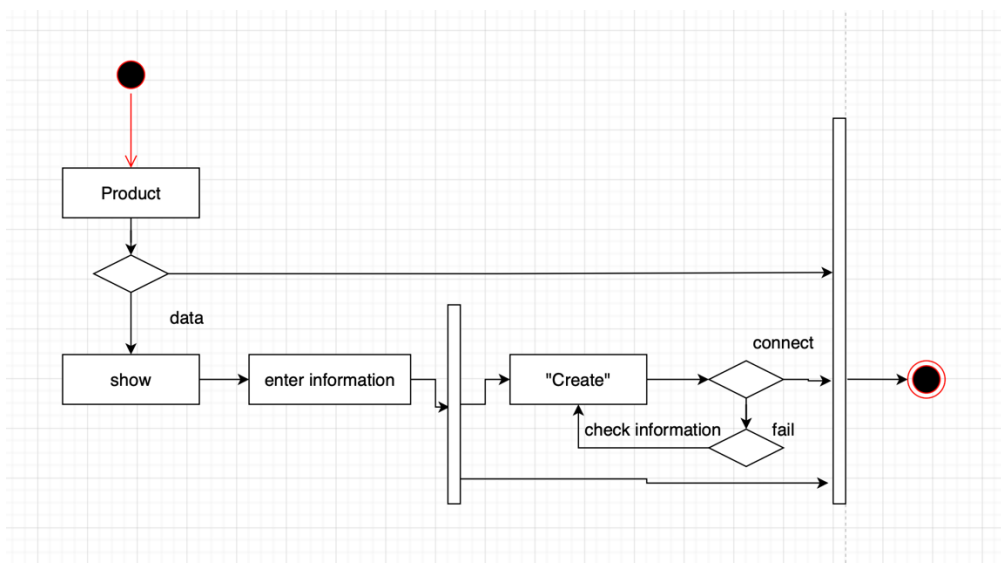 Product
data
connect
show
enter information
"Create"
check information
fail